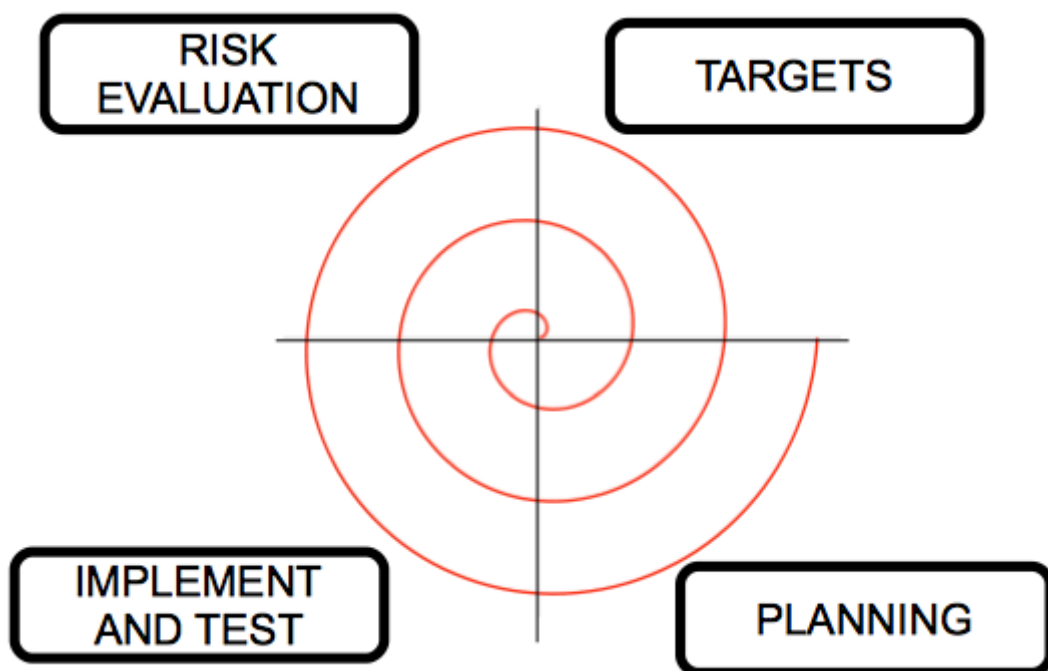 RISK
EVALUATION
TARGETS
IMPLEMENT
AND TEST
PLANNING